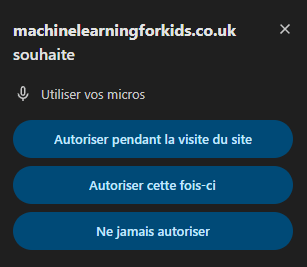 machinelearningforkids.co.uk
souhaite
Utiliser vos micros
Autoriser pendant la visite du site
Autoriser cette fois-ci
Ne jamais autoriser